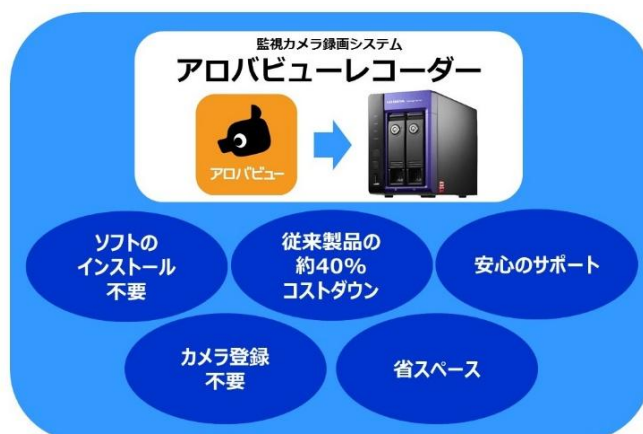 監視カメラ録画システム
アロバビューレコーダー
アロバビュー
ソフトの
インストール
不要
従来製品の
約40%
コストダウン
安心のサポート
カメラ登録
不要
省スペース